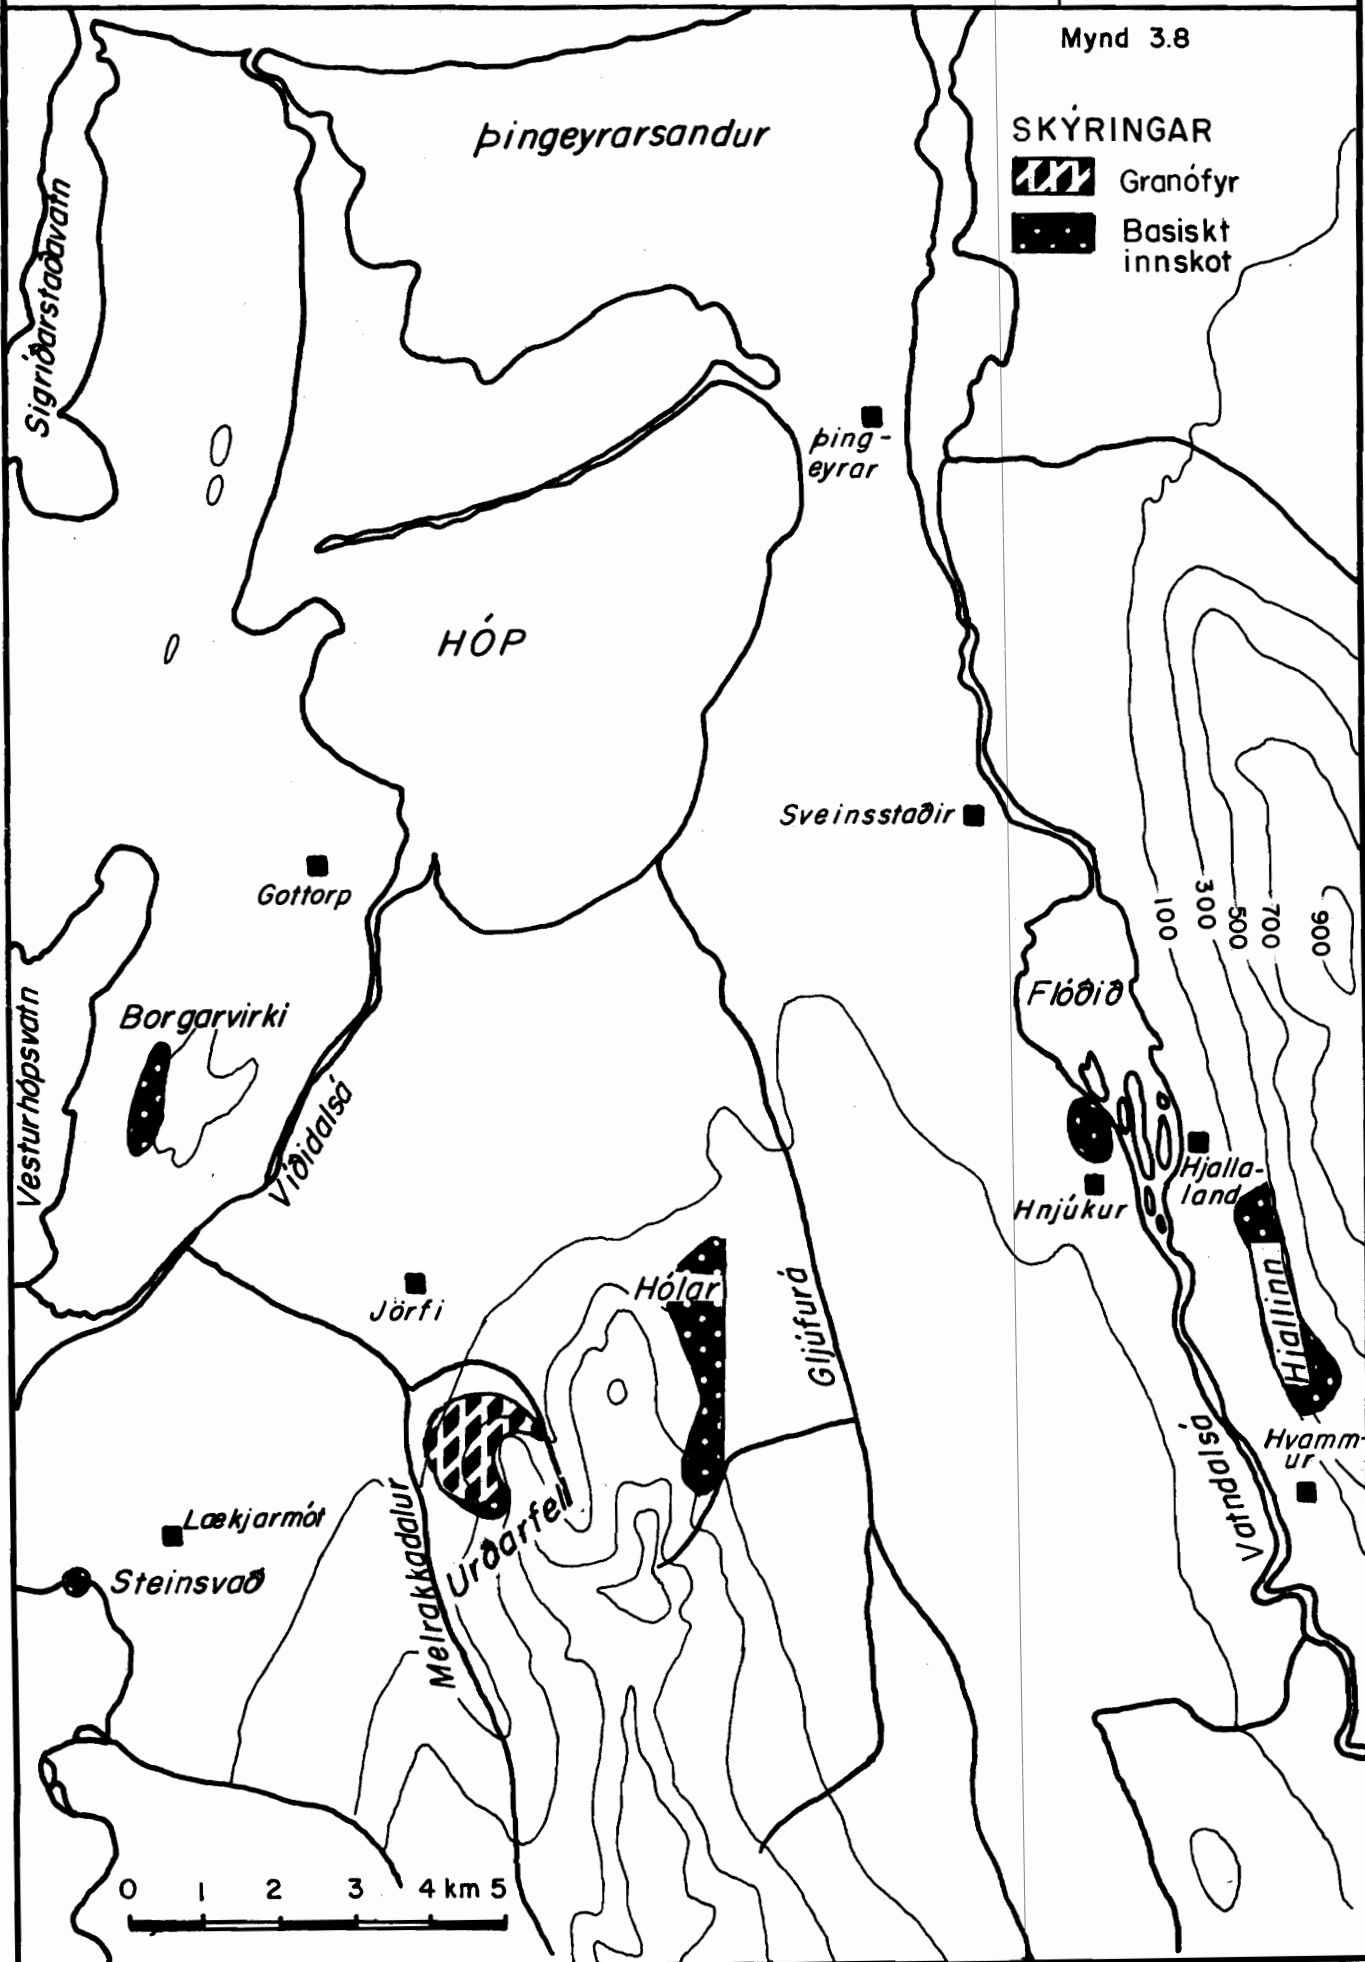 Mynd 3.8
SKÝRINGAR
Granófyr
Basiskt
innskot
Þingeyrarsandur
Sigríðarstaðavatn
Þing-
eyrar
HÓP
Sveinsstaðir
Gottorp
100
300
500
700
900
Flóðið
Vesturhópsvatn
Borgarvirki
Víðidalsá
Hjalla-
land
Hnjúkur
Jörfi
Hólar
Gljúfurá
Hjallinn
Vatndalsá
Hvamm-
ur
Melrakkadalur
Urðarfell
Lækjarmót
Steinsvað
0 1 2 3 4 km 5